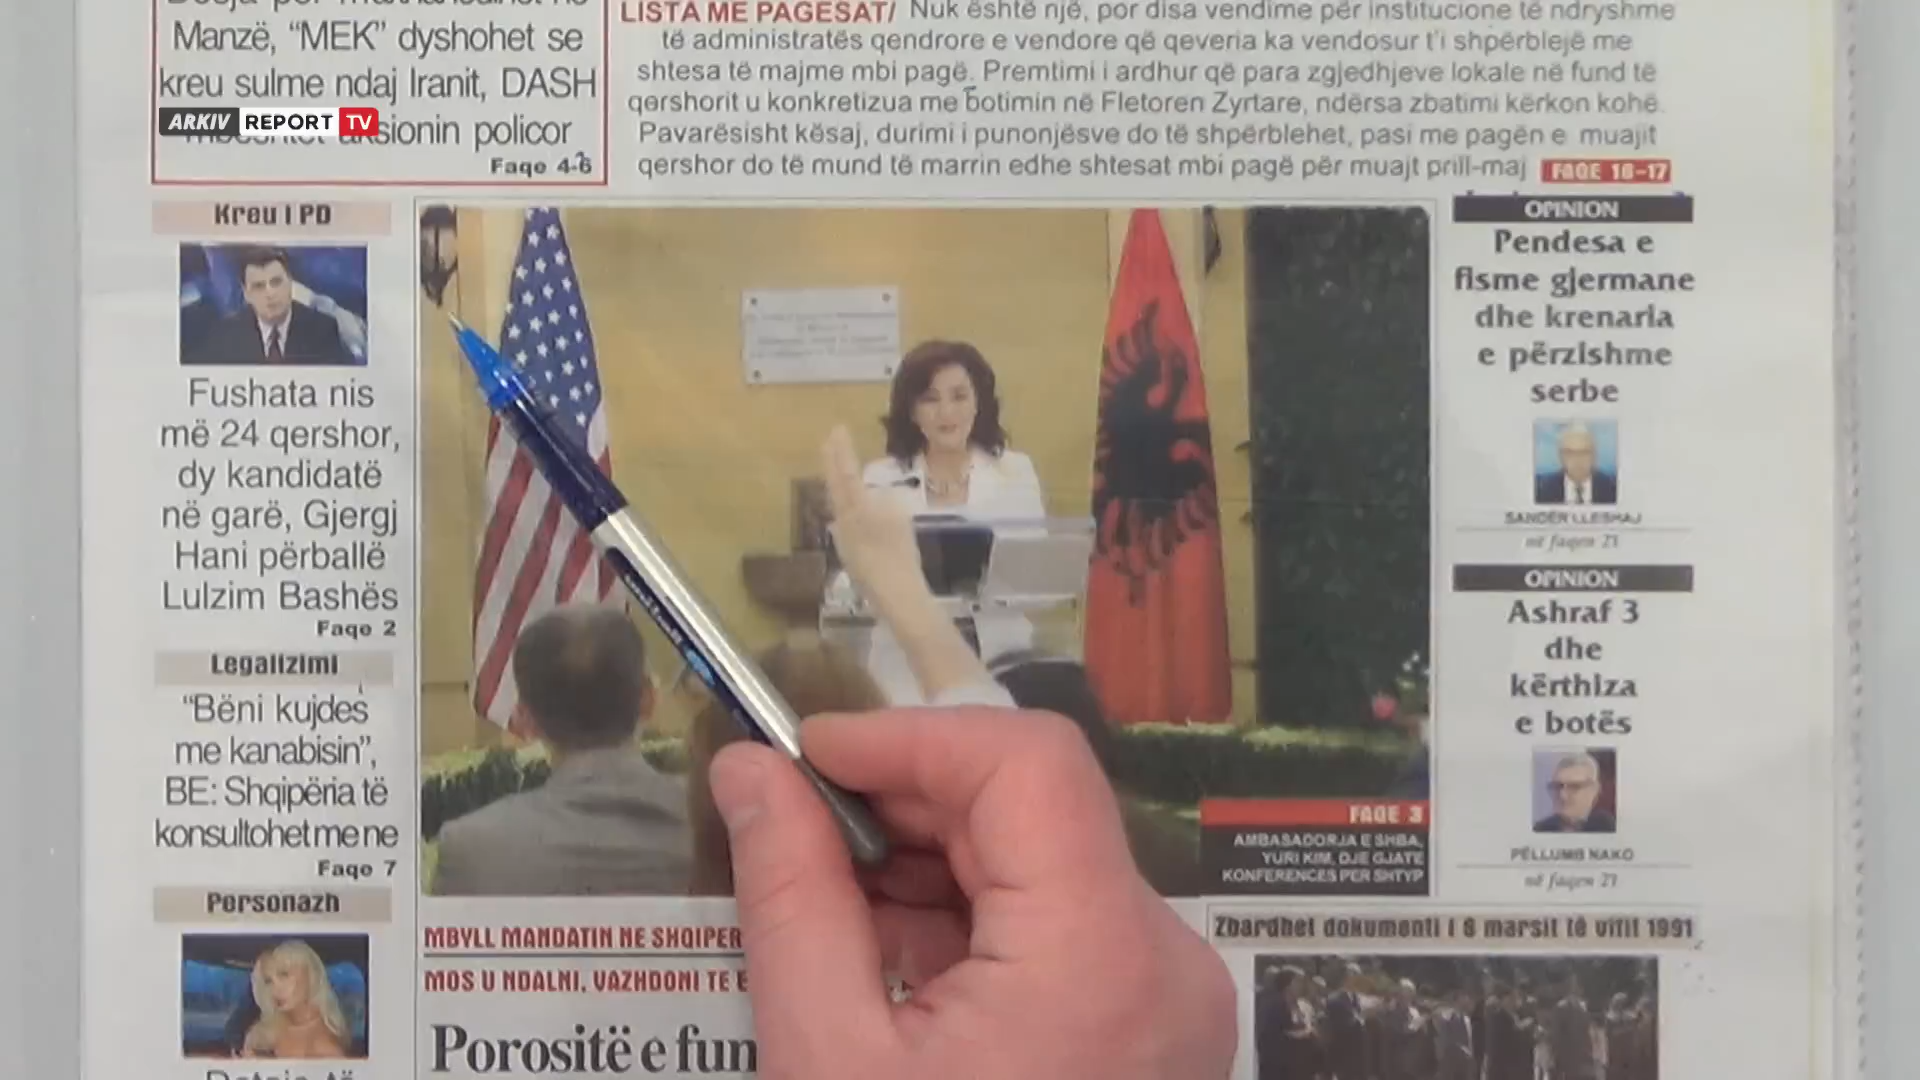 Manzë, “MEK” dyshohet se
kreu sulme ndaj Iranit, DASH
aksionin policor
Faqe 4-6
ARKIV REPORT TV
LISTA ME PAGESAT/ Nuk është një, por disa vendime për institucione të ndryshme
të administratës qendrore e vendore që qeveria ka vendosur t'i shpërblejë me
shtesa të majme mbi pagë. Premtimi i ardhur që para zgjedhjeve lokale në fund të
qershorit u konkretizua me botimin në Fletoren Zyrtare, ndërsa zbatimi kërkon kohë.
Pavarësisht kësaj, durimi i punonjësve do të shpërblehet, pasi me pagën e muajit
qershor do të mund të marrin edhe shtesat mbi pagë për muajt prill-maj FAQE 16-17
Kreu i PD
Fushata nis
më 24 qershor,
dy kandidatë
në garë, Gjergj
Hani përballë
Lulzim Bashës
Faqe 2
Legalizimi
“Bëni kujdes
me kanabisin”,
BE: Shqipëria të
konsultohet me ne
Faqe 7
Personazh
FAQE 3
AMBASADORJA E SHBA,
YURI KIM, DJE GJATË
KONFERENCËS PËR SHTYP
MBYLL MANDATIN NË SHQIPËR
MOS U NDALNI, VAZHDONI TË
Porositë e fun
OPINION
Pendesa e
fisme gjermane
dhe krenaria
e përzishme
serbe
SANDËR LLESHAJ
në faqen 21
OPINION
Ashraf 3
dhe
kërthiza
e botës
PËLLUMB NAKO
në faqen 21
Zbardhet dokumenti i 8 marsit të vitit 1991